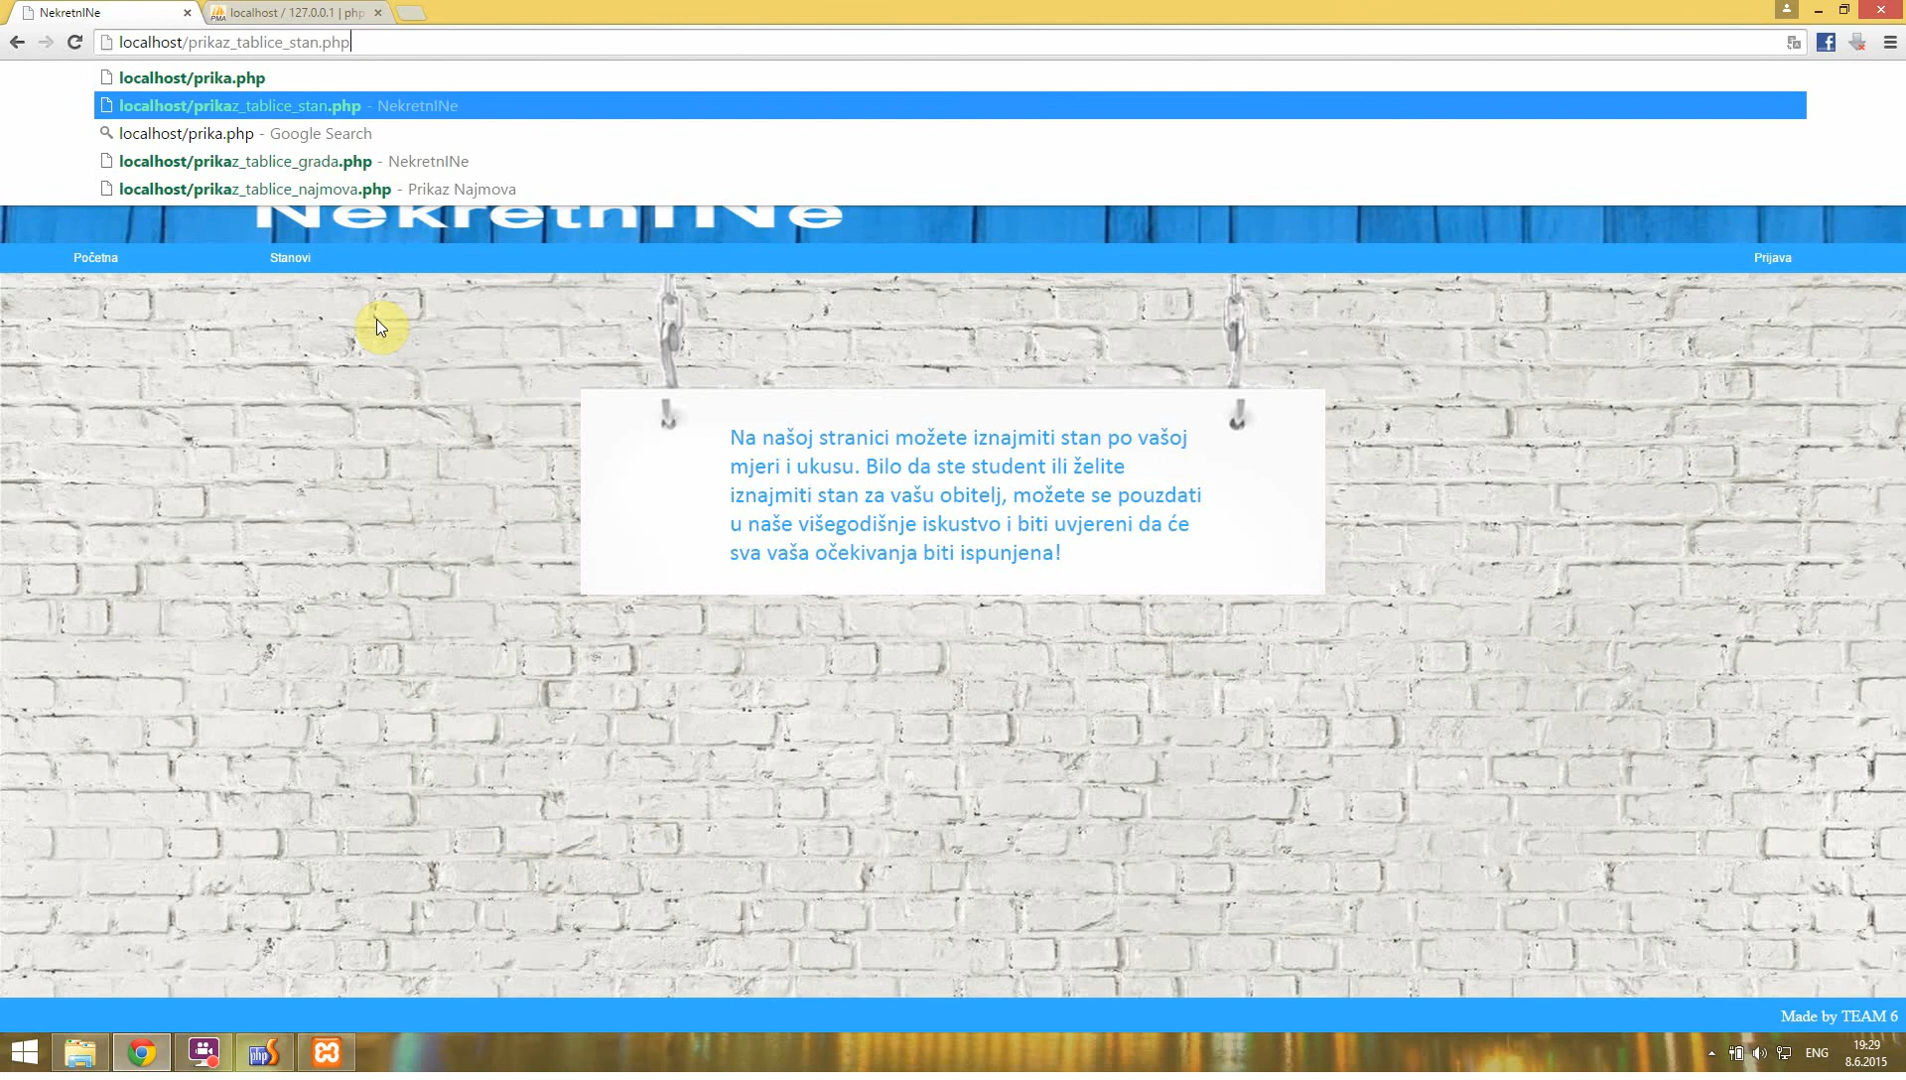 NekretnINe
localhost / 127.0.0.1 | php
localhost/prikaz_tablice_stan.php
localhost/prika.php
localhost/prikaz_tablice_stan.php - NekretnINe
localhost/prika.php - Google Search
localhost/prikaz_tablice_grada.php - NekretnINe
localhost/prikaz_tablice_najmova.php - Prikaz Najmova
NekretnINe
Početna Stanovi Prijava
Na našoj stranici možete iznajmiti stan po vašoj
mjeri i ukusu. Bilo da ste student ili želite
iznajmiti stan za vašu obitelj, možete se pouzdati
u naše višegodišnje iskustvo i biti uvjereni da će
sva vaša očekivanja biti ispunjena!
Made by TEAM 6
php
ENG
19:29
8.6.2015